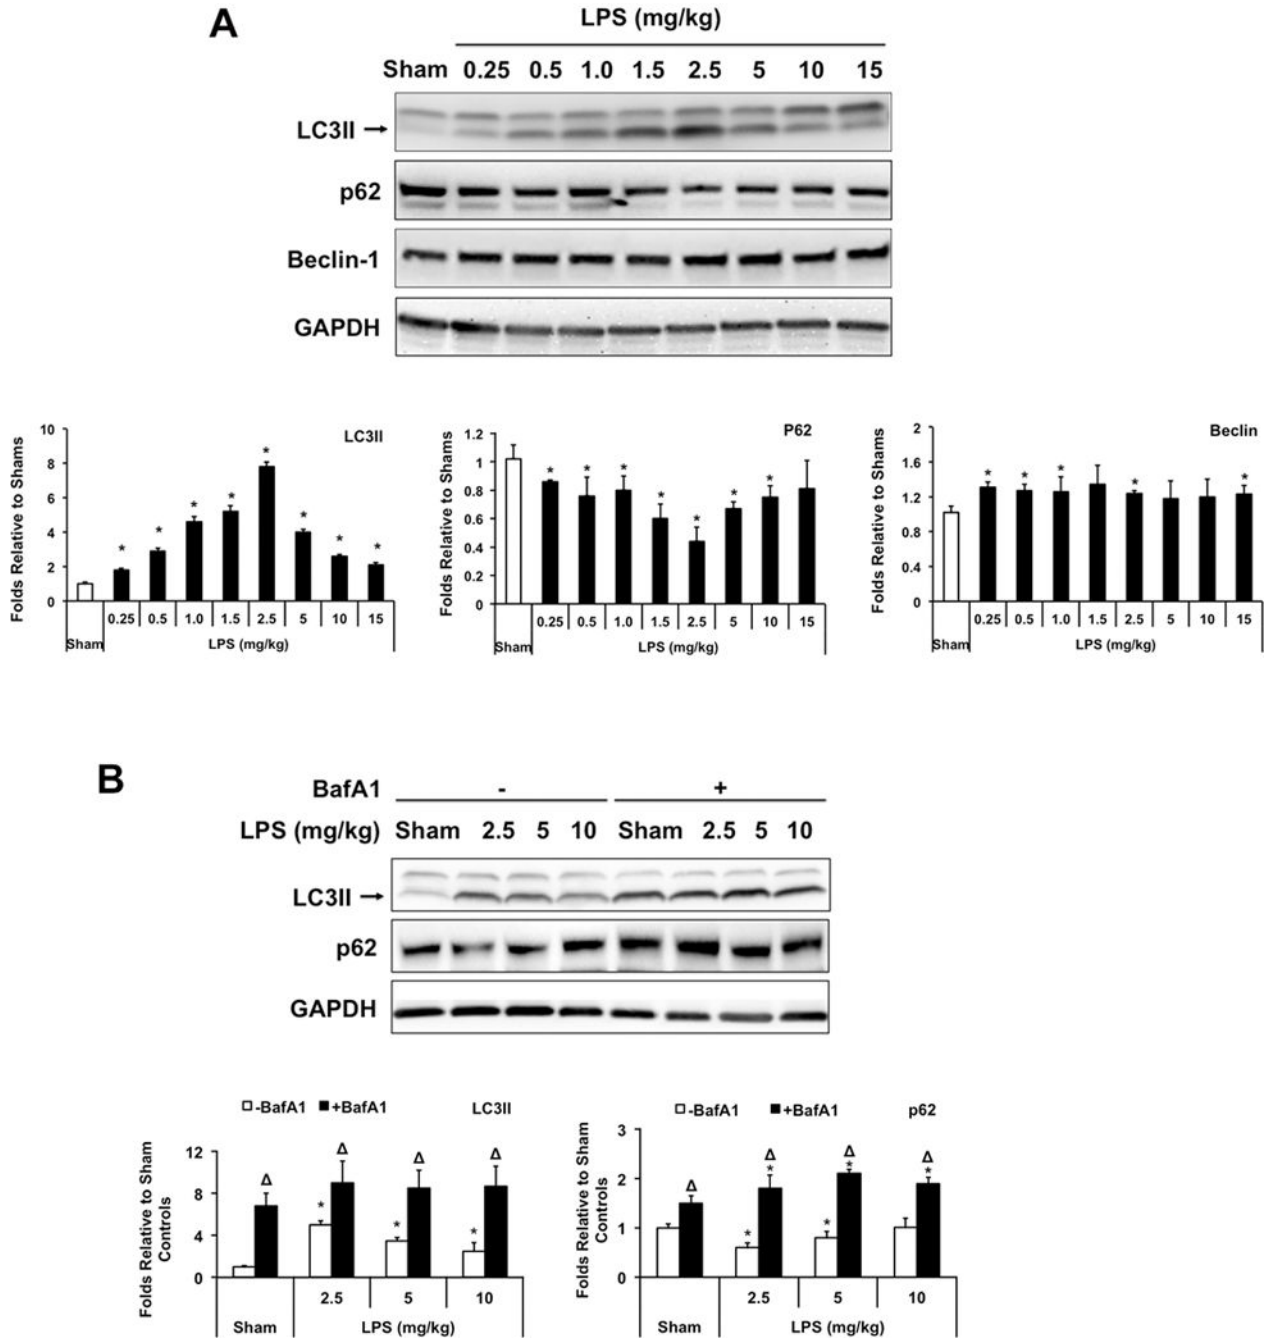 A
LPS (mg/kg)
Sham 0.25 0.5 1.0 1.5 2.5 5 10 15
LC3II
p62
Beclin-1
GAPDH
Folds Relative to Shams
10
8
6
4
2
0
LC3II
* * * * * * * *
0.25 0.5 1.0 1.5 2.5 5 10 15
Sham LPS (mg/kg)
Folds Relative to Shams
1.2
1
0.8
0.6
0.4
0.2
0
P62
* * * * * * *
0.25 0.5 1.0 1.5 2.5 5 10 15
Sham LPS (mg/kg)
Folds Relative to Shams
2
1.6
1.2
0.8
0.4
0
Beclin
* * * * *
0.25 0.5 1.0 1.5 2.5 5 10 15
Sham LPS (mg/kg)
B
BafA1 - +
LPS (mg/kg) Sham 2.5 5 10 Sham 2.5 5 10
LC3II
p62
GAPDH
Folds Relative to Sham
Controls
-BafA1 +BafA1 LC3II
12
8
4
0
Δ * Δ * Δ * Δ
2.5 5 10
Sham LPS (mg/kg)
Folds Relative to Sham
Controls
-BafA1 +BafA1 p62
3
2
1
0
Δ * Δ * * Δ * Δ *
2.5 5 10
Sham LPS (mg/kg)